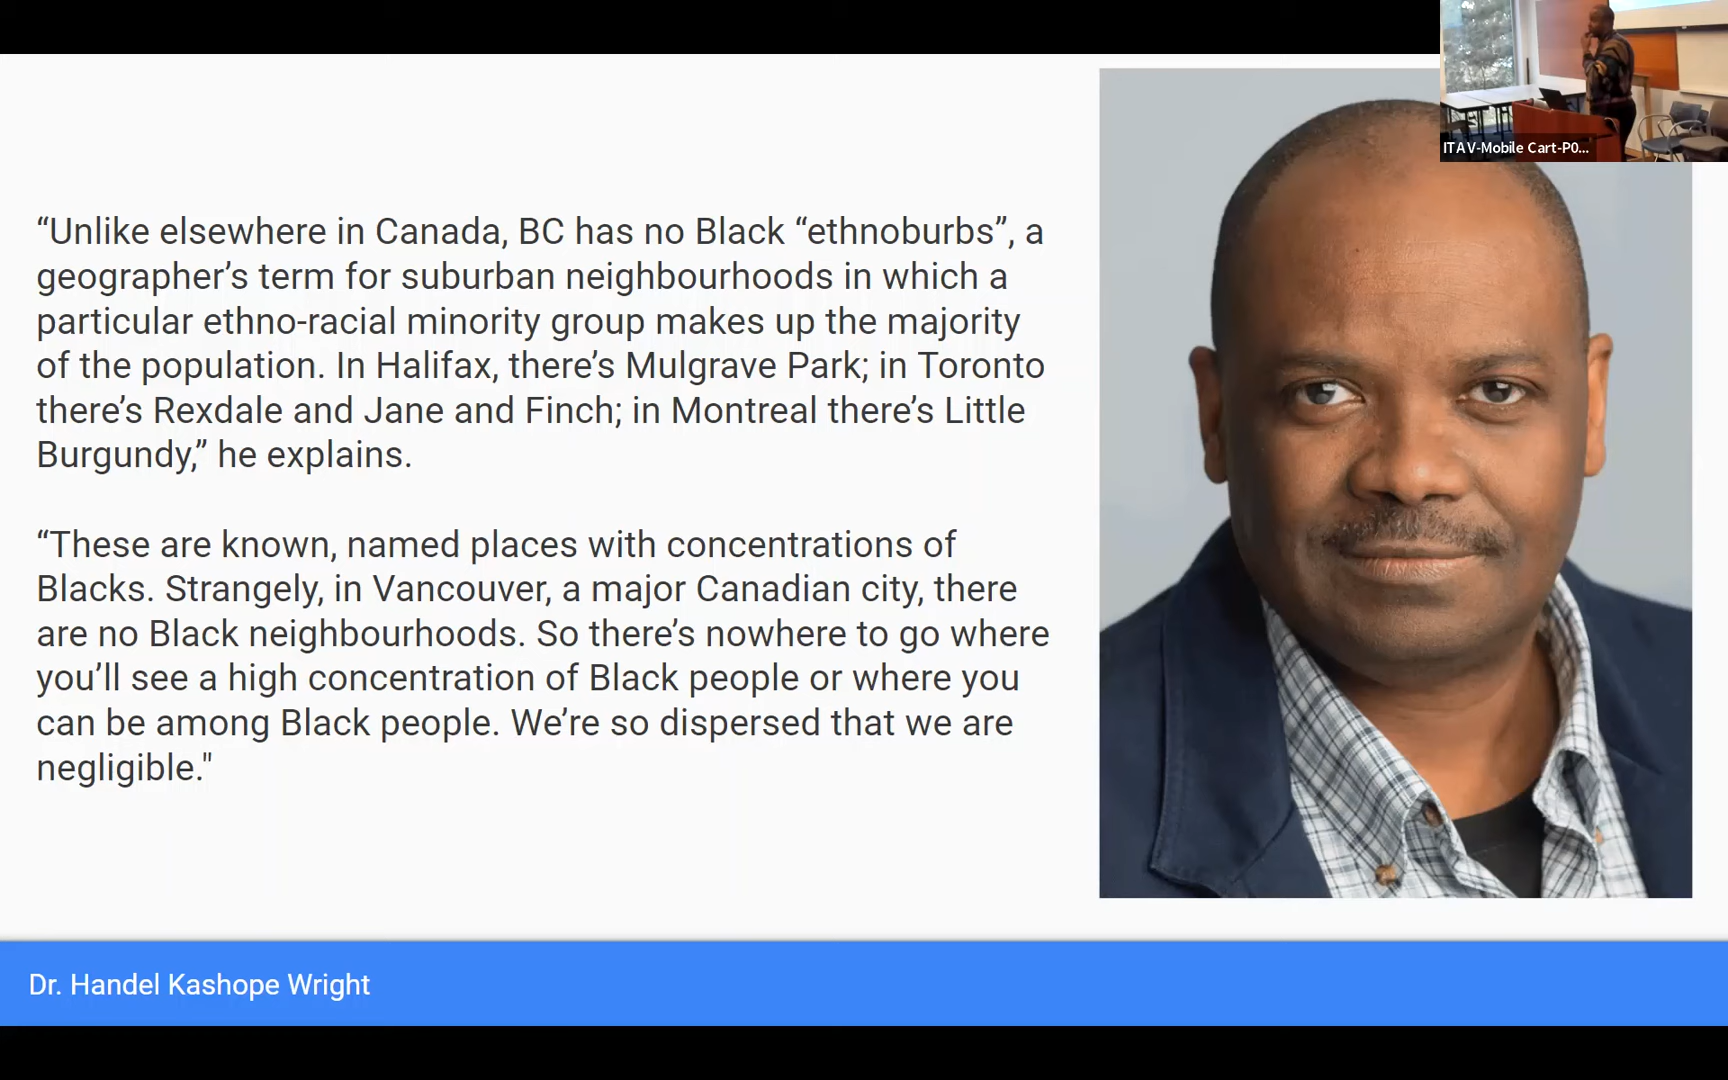 ITAV-Mobile Cart-P0...
“Unlike elsewhere in Canada, BC has no Black “ethnoburbs”, a
geographer’s term for suburban neighbourhoods in which a
particular ethno-racial minority group makes up the majority
of the population. In Halifax, there’s Mulgrave Park; in Toronto
there’s Rexdale and Jane and Finch; in Montreal there’s Little
Burgundy,” he explains.
“These are known, named places with concentrations of
Blacks. Strangely, in Vancouver, a major Canadian city, there
are no Black neighbourhoods. So there’s nowhere to go where
you’ll see a high concentration of Black people or where you
can be among Black people. We’re so dispersed that we are
negligible."
Dr. Handel Kashope Wright